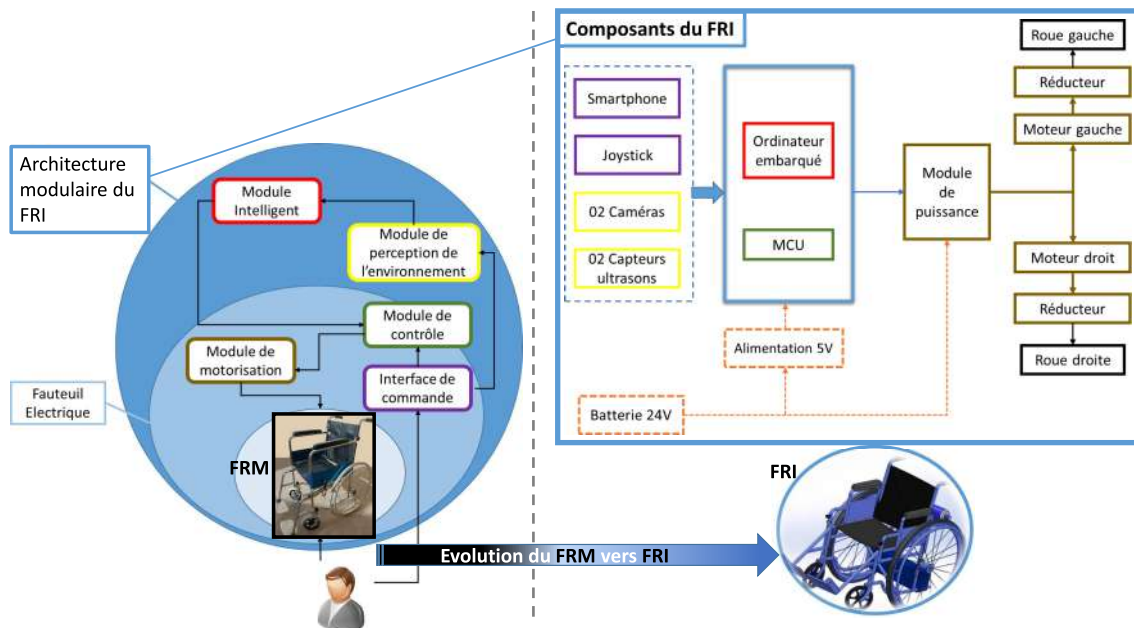 Architecture
modulaire du
FRI
Module
Intelligent
Module de
perception de
l'environnement
Module de
contrôle
Module de
motorisation
Interface de
commande
Fauteuil
Electrique
FRM
Composants du FRI
Smartphone
Joystick
02 Caméras
02 Capteurs
ultrasons
Ordinateur
embarqué
MCU
Alimentation 5V
Batterie 24V
Module
de
puissance
Roue gauche
Réducteur
Moteur gauche
Moteur droit
Réducteur
Roue droite
FRI
Evolution du FRM vers FRI